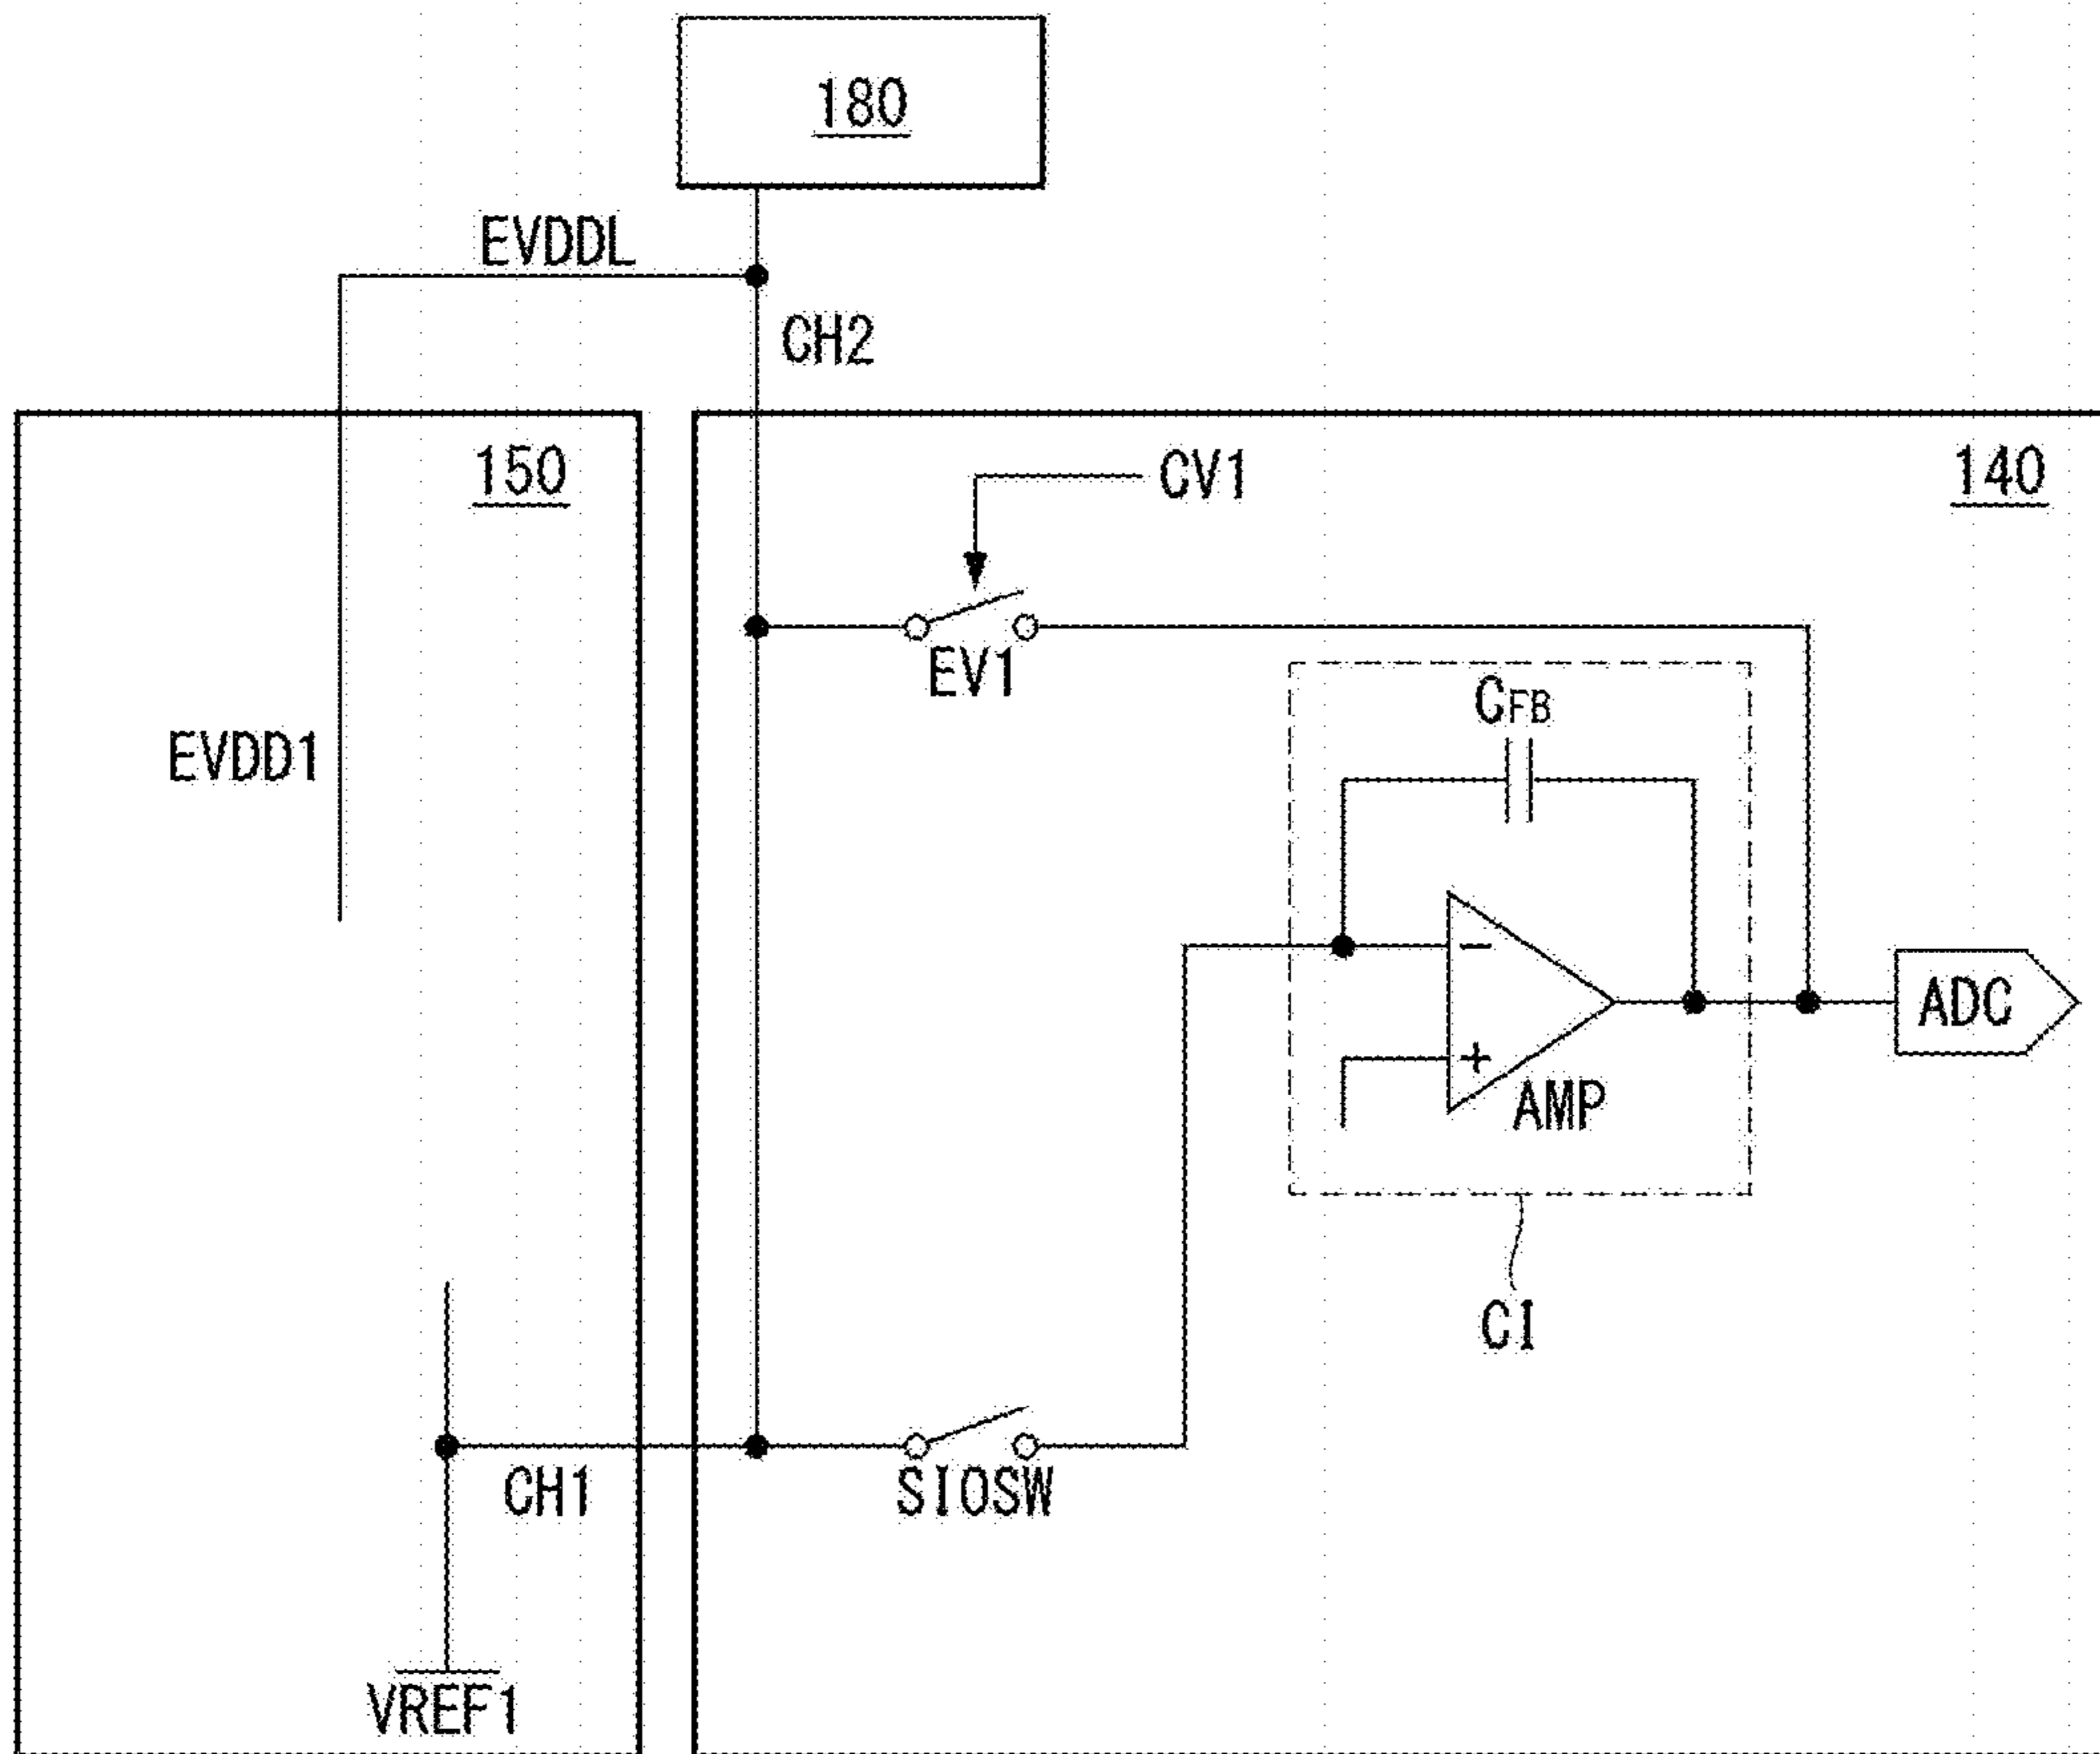 180
EVDDL
CH2
150
140
CV1
EV1
CFB
EVDD1
−
ADC
+
AMP
CI
CH1
SIOSW
VREF1